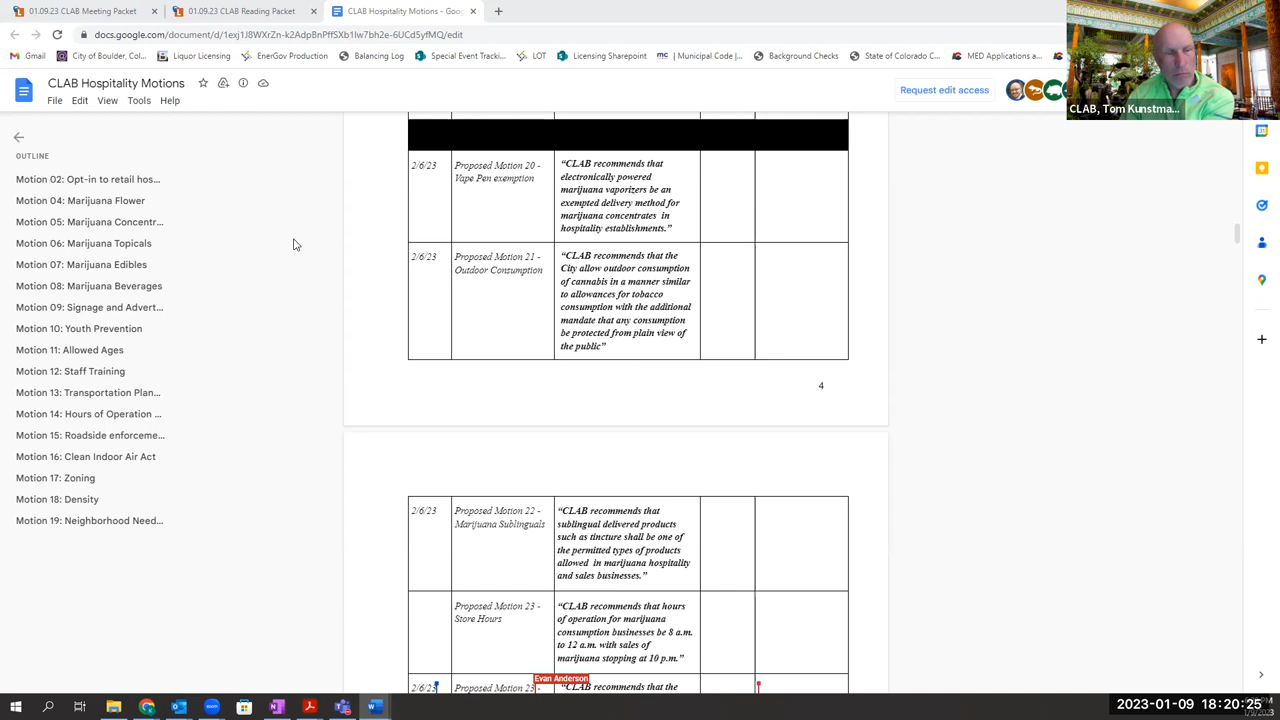 01.09.23 CLAB Meeting Packet
01.09.23 CLAB Reading Packet
CLAB Hospitality Motions - Goog
docs.google.com/document/d/1exj1J8WXrZn-k2AdpBnPffSXb1Iw7bh2e-6UCd5yfMQ/edit
Gmail
City of Boulder, Col...
Liquor Licensing
EnerGov Production
Balancing Log
Special Event Tracki...
LOT
Licensing Sharepoint
Municipal Code |...
Background Checks
State of Colorado C...
MED Applications a
CLAB, Tom Kunstma...
CLAB Hospitality Motions
Request edit access
File Edit View Tools Help
OUTLINE
Motion 02: Opt-in to retail hos...
Motion 04: Marijuana Flower
Motion 05: Marijuana Concentr...
Motion 06: Marijuana Topicals
Motion 07: Marijuana Edibles
Motion 08: Marijuana Beverages
Motion 09: Signage and Advert...
Motion 10: Youth Prevention
Motion 11: Allowed Ages
Motion 12: Staff Training
Motion 13: Transportation Plan...
Motion 14: Hours of Operation ...
Motion 15: Roadside enforceme...
Motion 16: Clean Indoor Air Act
Motion 17: Zoning
Motion 18: Density
Motion 19: Neighborhood Need...
2/6/23
Proposed Motion 20 -
Vape Pen exemption
“CLAB recommends that
electronically powered
marijuana vaporizers be an
exempted delivery method for
marijuana concentrates in
hospitality establishments.”
2/6/23
Proposed Motion 21 -
Outdoor Consumption
“CLAB recommends that the
City allow outdoor consumption
of cannabis in a manner similar
to allowances for tobacco
consumption with the additional
mandate that any consumption
be protected from plain view of
the public”
4
2/6/23
Proposed Motion 22 -
Marijuana Sublinguals
“CLAB recommends that
sublingual delivered products
such as tincture shall be one of
the permitted types of products
allowed in marijuana hospitality
and sales businesses.”
Proposed Motion 23 -
Store Hours
“CLAB recommends that hours
of operation for marijuana
consumption businesses be 8 a.m.
to 12 a.m. with sales of
marijuana stopping at 10 p.m.”
Evan Anderson
2/6/23
Proposed Motion 23 -
“CLAB recommends that the
2023-01-09 18:20:25